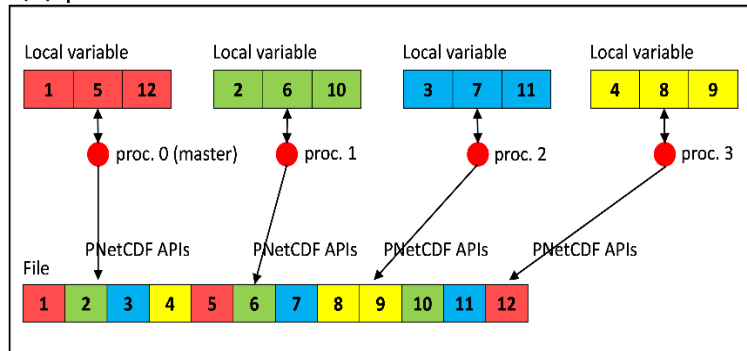 Local variable Local variable Local variable Local variable
1 5 12 2 6 10 3 7 11 4 8 9
proc. 0 (master) proc. 1 proc. 2 proc. 3
PNetCDF APIs PNetCDF APIs PNetCDF APIs PNetCDF APIs
File
1 2 3 4 5 6 7 8 9 10 11 12